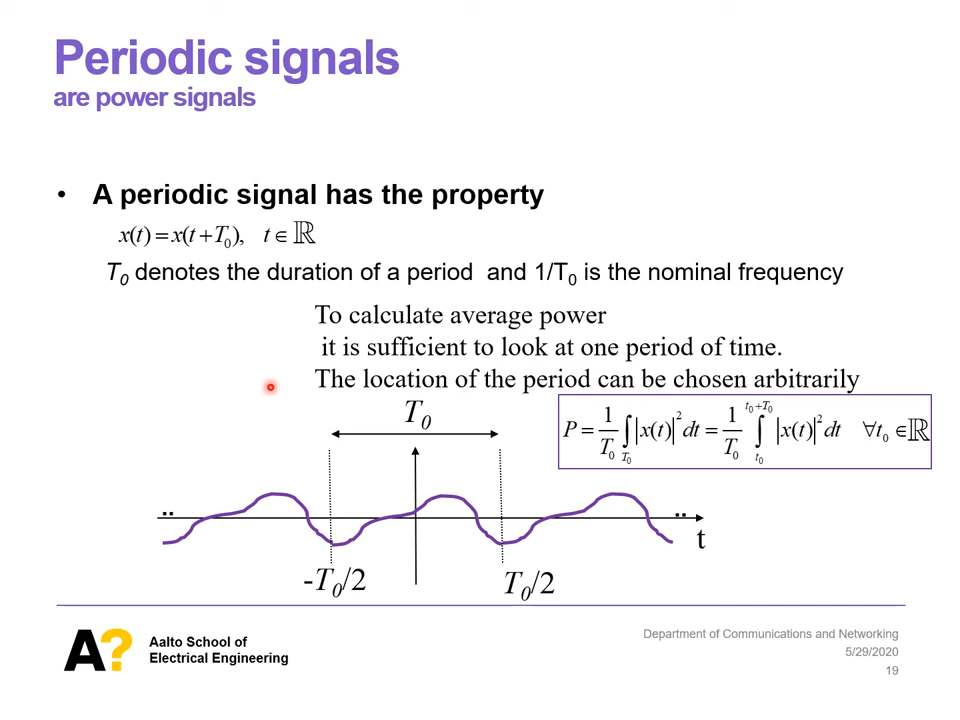 Periodic signals
are power signals
• A periodic signal has the property
x(t) = x(t + T₀), t ∈ ℝ
T₀ denotes the duration of a period and 1/T₀ is the nominal frequency
To calculate average power
it is sufficient to look at one period of time.
The location of the period can be chosen arbitrarily
T₀
P = 1/T₀ ∫_T₀ |x(t)|² dt = 1/T₀ ∫_t₀^(t₀+T₀) |x(t)|² dt ∀t₀ ∈ ℝ
.. ..
t
-T₀/2 T₀/2
A?
Aalto School of
Electrical Engineering
Department of Communications and Networking
5/29/2020
19